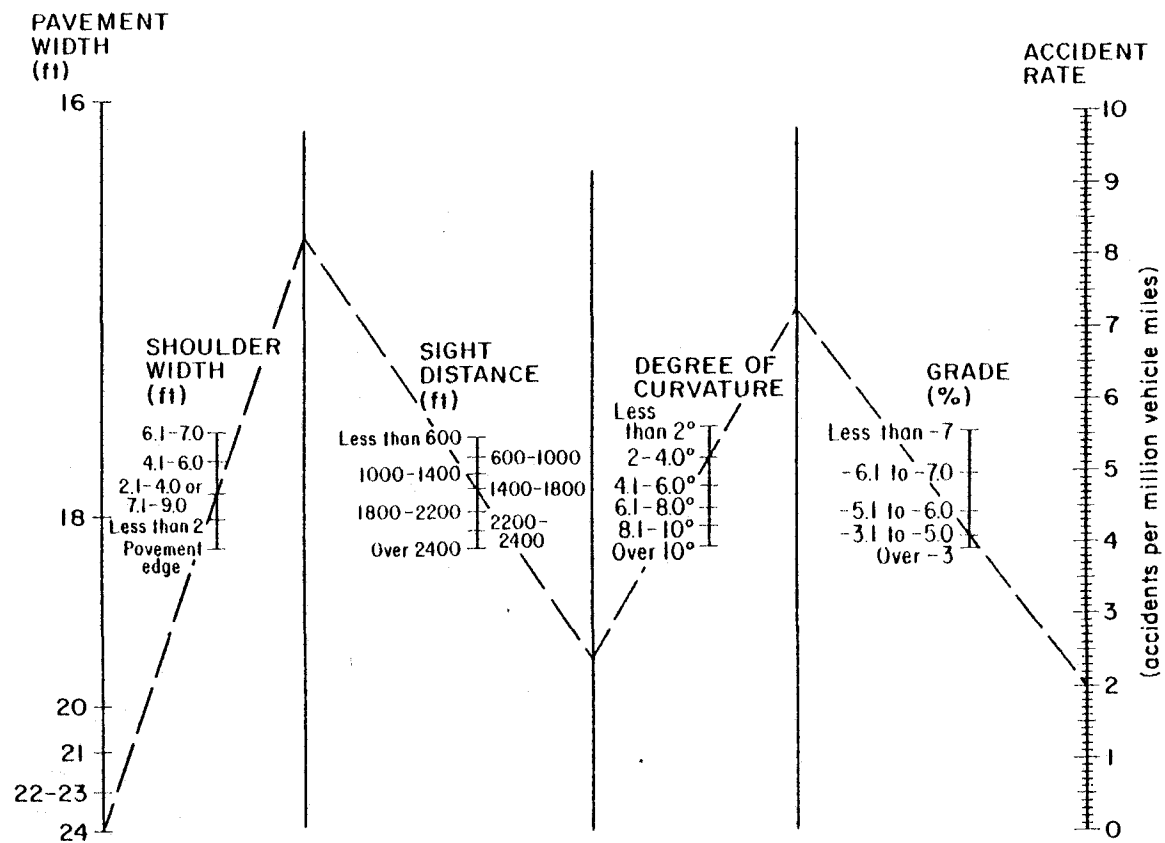 PAVEMENT
WIDTH
(ft)
16
18
20
21
22-23
24
SHOULDER
WIDTH
(ft)
6.1-7.0
4.1-6.0
2.1-4.0 or
7.1-9.0
Less than 2
Pavement
edge
SIGHT
DISTANCE
(ft)
Less than 600
600-1000
1000-1400
1400-1800
1800-2200
2200-
2400
Over 2400
DEGREE OF
CURVATURE
Less
than 2°
2-4.0°
4.1-6.0°
6.1-8.0°
8.1-10°
Over 10°
GRADE
(%)
Less than -7
-6.1 to -7.0
-5.1 to -6.0
-3.1 to -5.0
Over -3
ACCIDENT
RATE
10
9
8
7
6
5
4
3
2
1
0
(accidents per million vehicle miles)